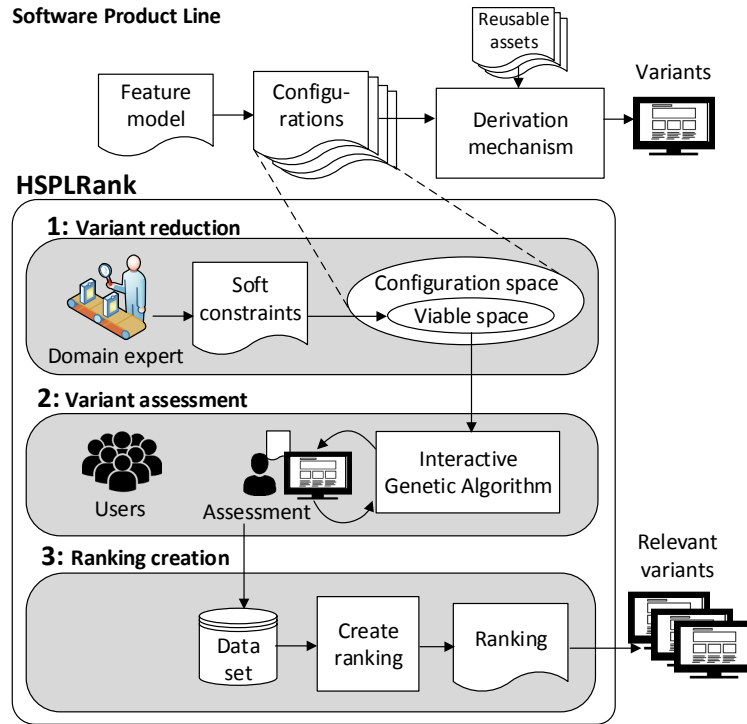 Software Product Line
Reusable
assets
Variants
Feature
model
Configu-
rations
Derivation
mechanism
HSPLRank
1: Variant reduction
Domain expert
Soft
constraints
Configuration space
Viable space
2: Variant assessment
Users
Assessment
Interactive
Genetic Algorithm
3: Ranking creation
Data
set
Create
ranking
Ranking
Relevant
variants